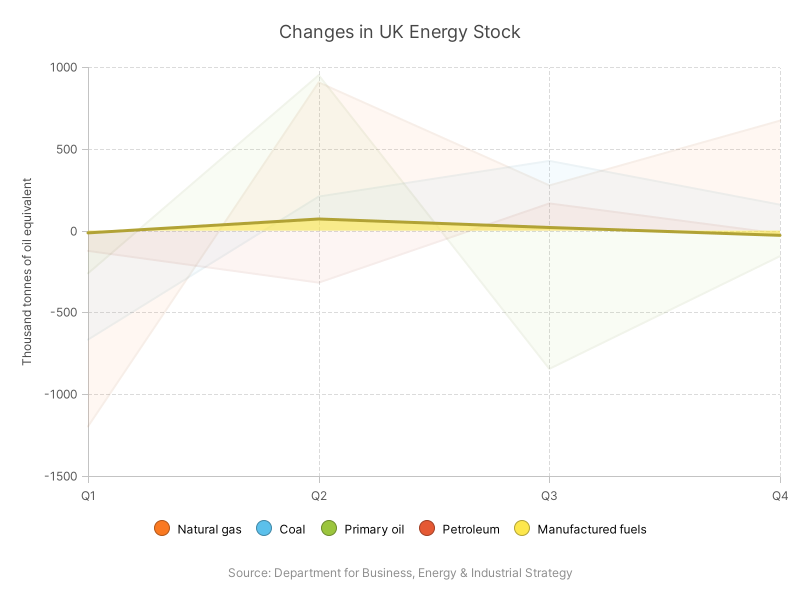 Changes in UK Energy Stock
Thousand tonnes of oil equivalent
1000
500
0
-500
-1000
-1500
Q1 Q2 Q3 Q4
Natural gas Coal Primary oil Petroleum Manufactured fuels
Source: Department for Business, Energy & Industrial Strategy